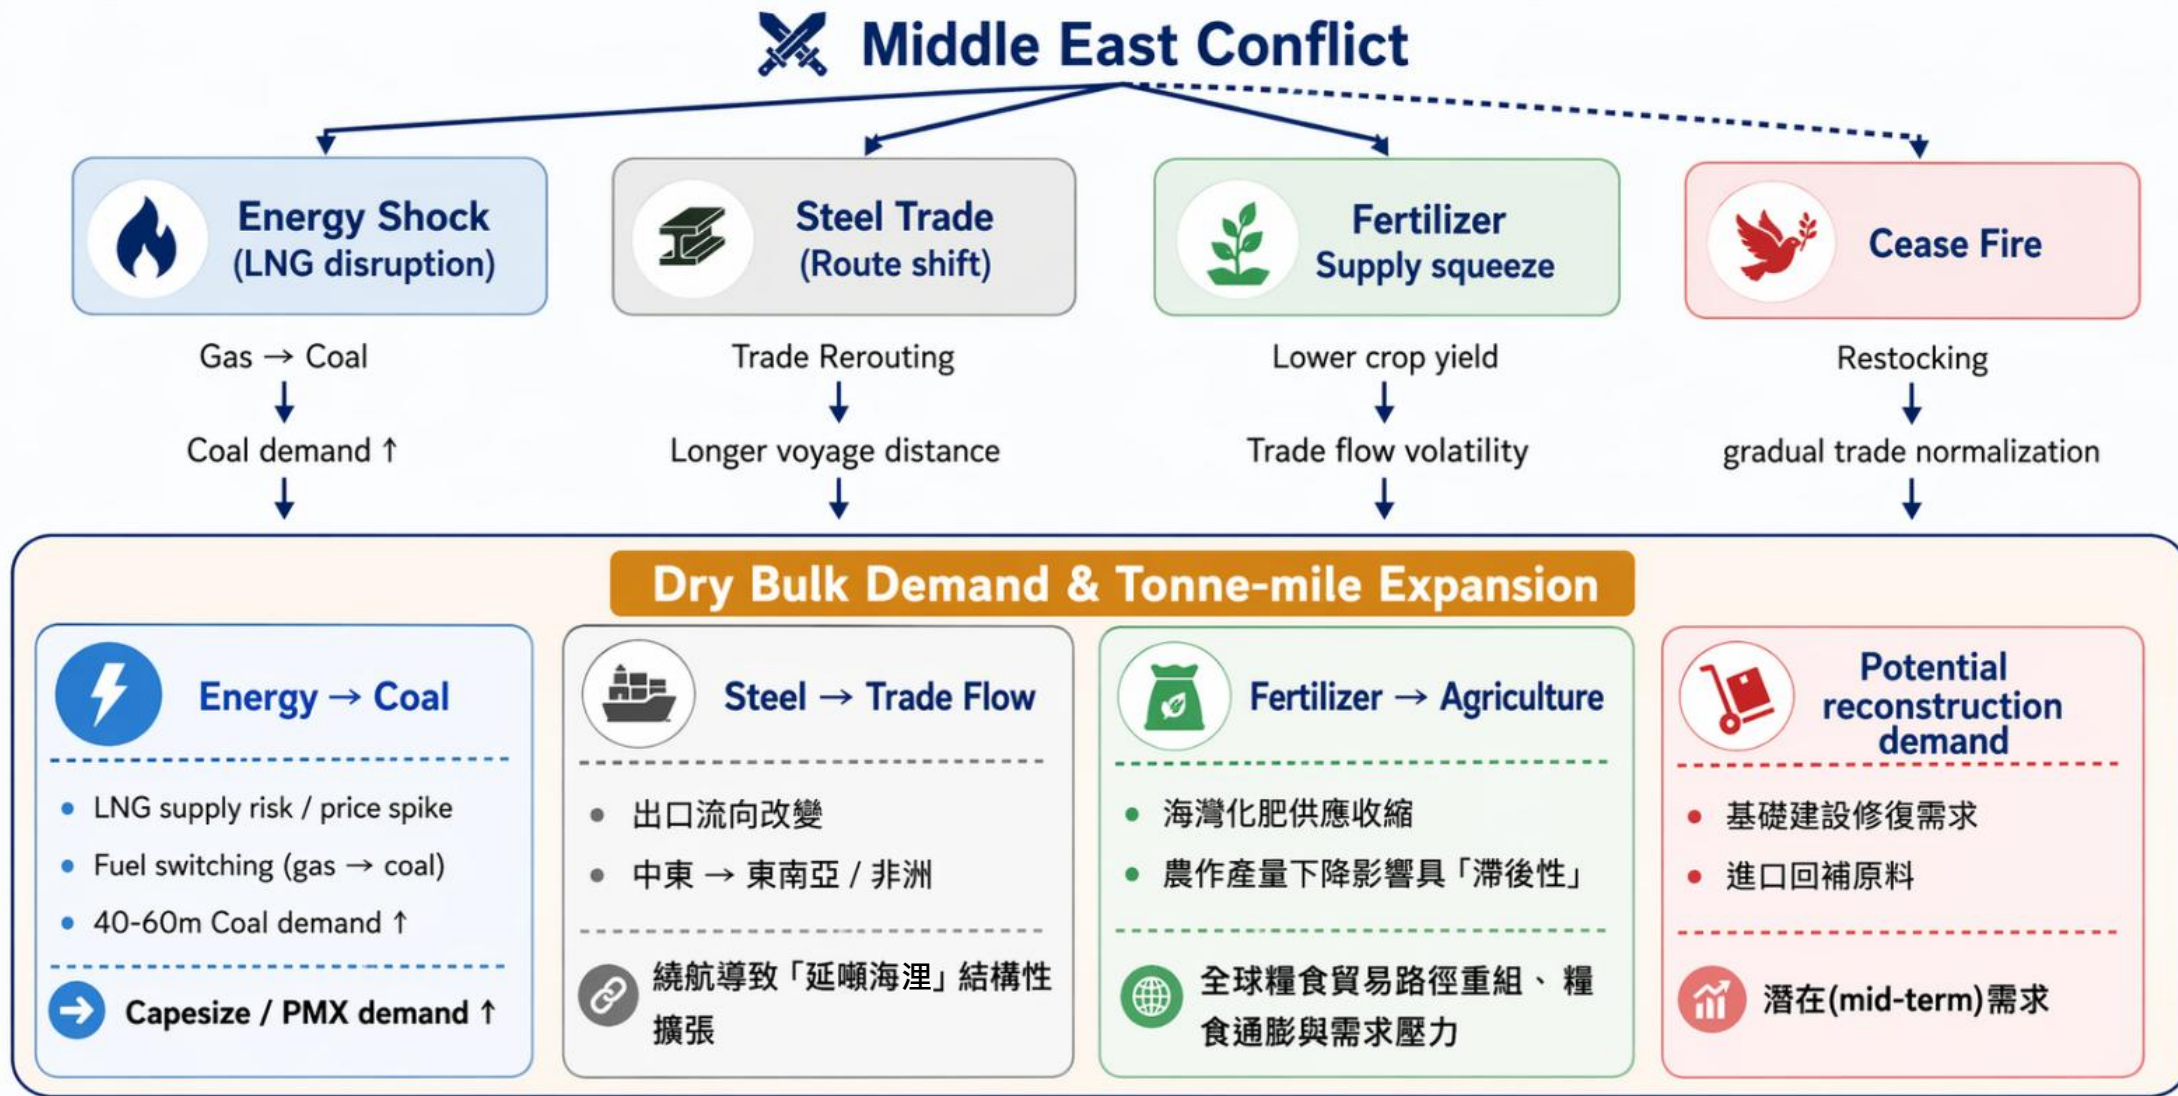 Middle East Conflict
Energy Shock
(LNG disruption)
Steel Trade
(Route shift)
Fertilizer
Supply squeeze
Cease Fire
Gas → Coal
Coal demand ↑
Trade Rerouting
Longer voyage distance
Lower crop yield
Trade flow volatility
Restocking
gradual trade normalization
Dry Bulk Demand & Tonne-mile Expansion
Energy → Coal
• LNG supply risk / price spike
• Fuel switching (gas → coal)
• 40-60m Coal demand ↑
Capesize / PMX demand ↑
Steel → Trade Flow
• 出口流向改變
• 中東 → 東南亞 / 非洲
繞航導致「延噸海浬」結構性
擴張
Fertilizer → Agriculture
• 海灣化肥供應收縮
• 農作產量下降影響具「滯後性」
全球糧食貿易路徑重組、糧
食通膨與需求壓力
Potential
reconstruction
demand
• 基礎建設修復需求
• 進口回補原料
潛在(mid-term)需求